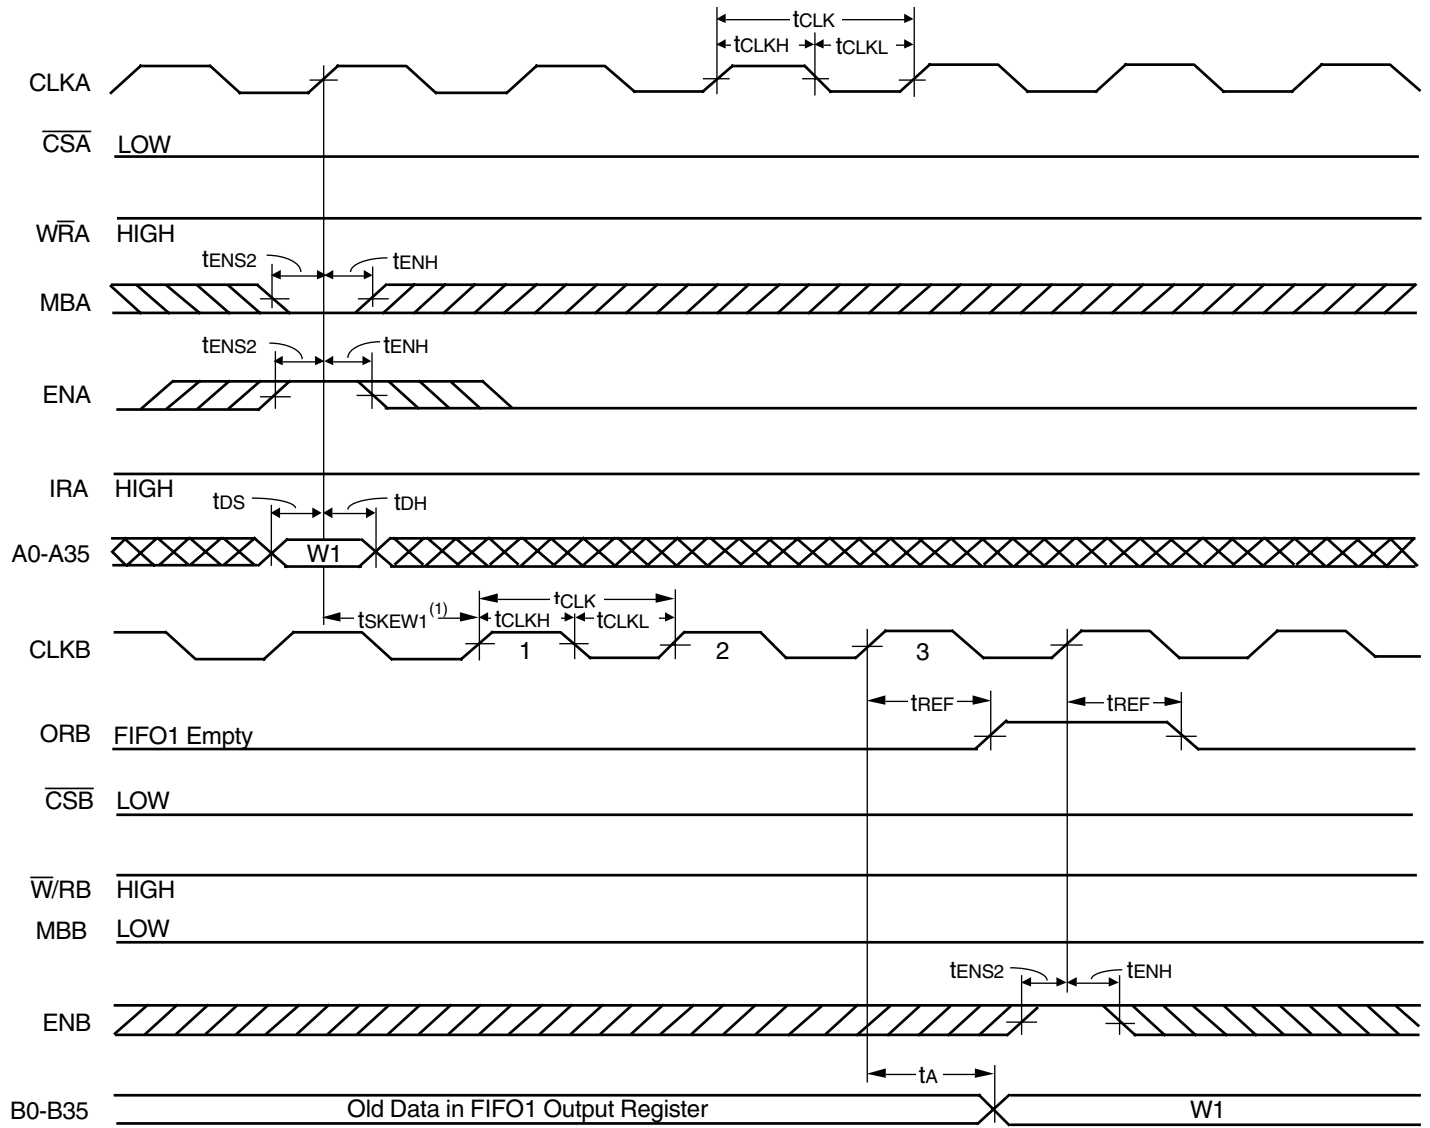 tCLK
tCLKH tCLKL
CLKA
CSA LOW
WRA HIGH
tENS2 tENH
MBA
tENS2 tENH
ENA
IRA HIGH
tDS tDH
A0-A35 W1
tCLK
tSKEW1(1) tCLKH tCLKL
CLKB 1 2 3
tREF tREF
ORB FIFO1 Empty
CSB LOW
W/RB HIGH
MBB LOW
tENS2 tENH
ENB
tA
B0-B35 Old Data in FIFO1 Output Register W1